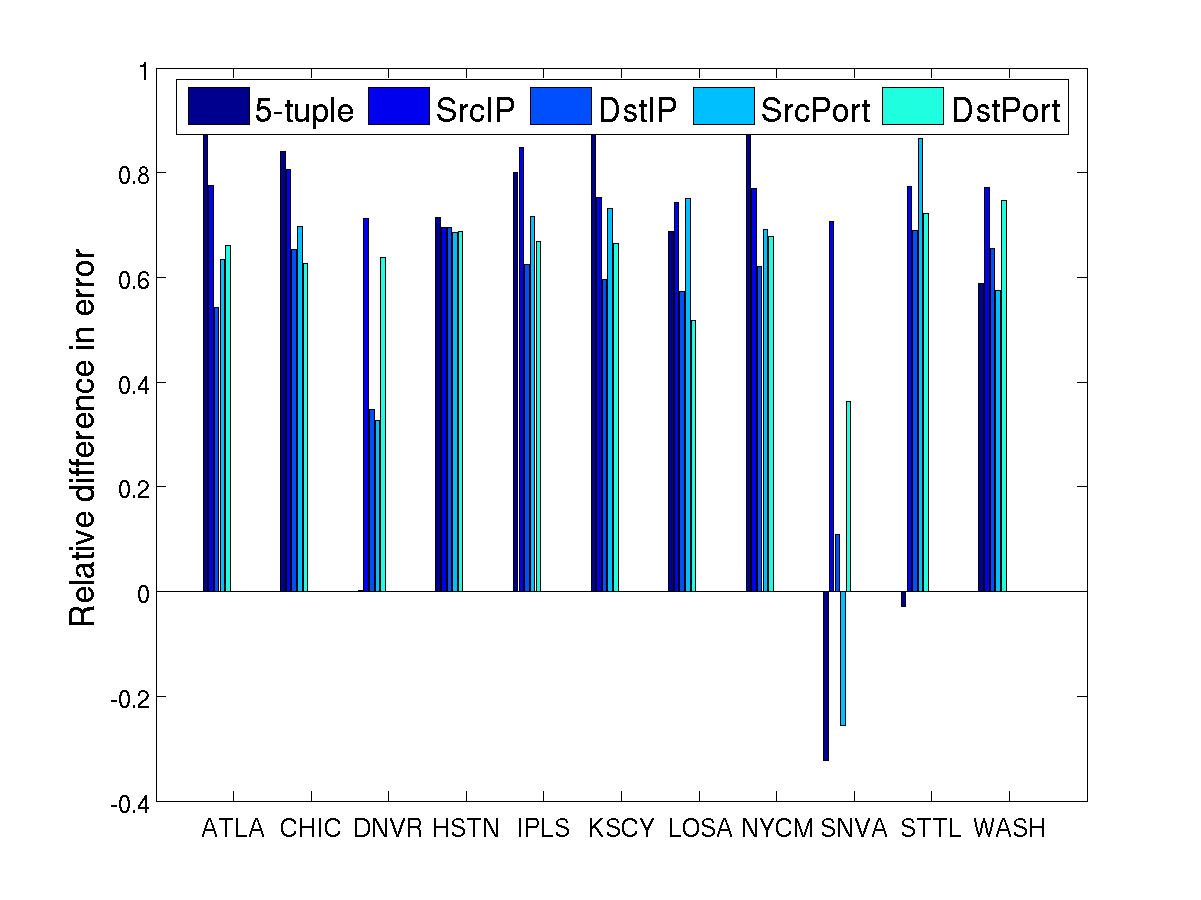 1
5-tuple SrcIP DstIP SrcPort DstPort
0.8
0.6
0.4
0.2
0
-0.2
-0.4
Relative difference in error
ATLA CHIC DNVR HSTN IPLS KSCY LOSA NYCM SNVA STTL WASH